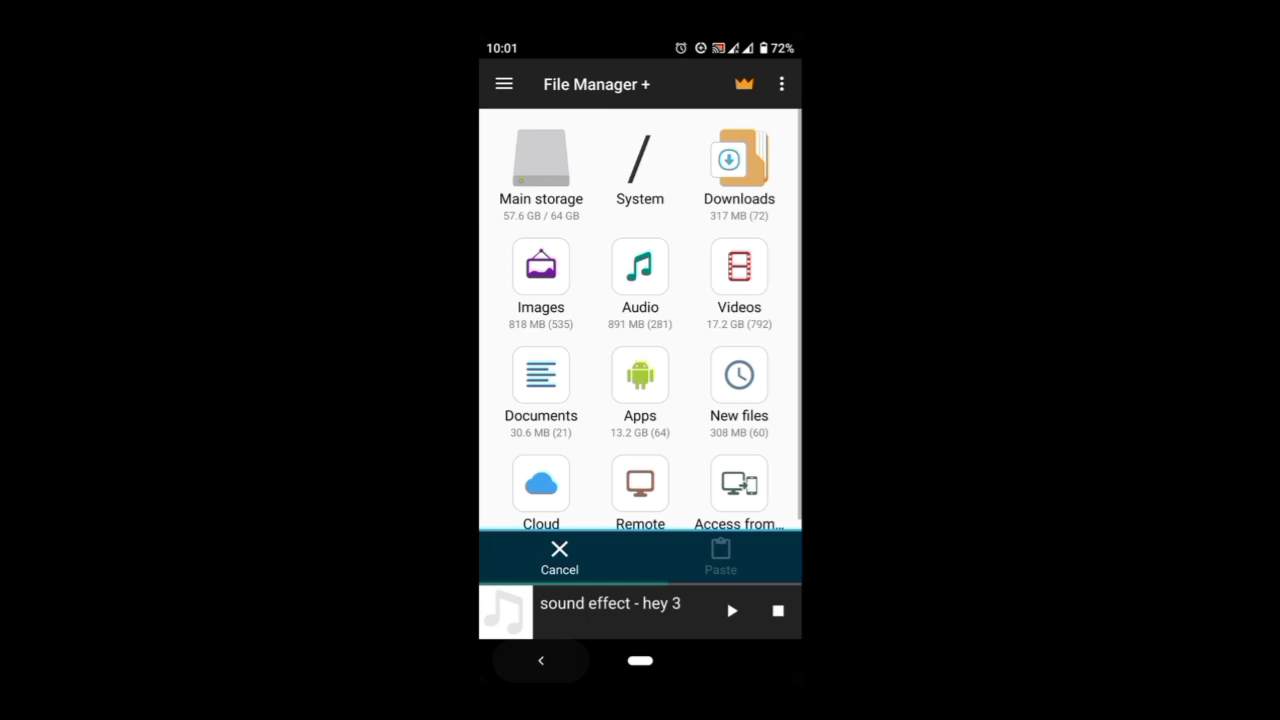 10:01
72%
File Manager +
Main storage System Downloads
57.6 GB / 64 GB 317 MB (72)
Images Audio Videos
818 MB (535) 891 MB (281) 17.2 GB (792)
Documents Apps New files
30.6 MB (21) 13.2 GB (64) 308 MB (60)
Cloud Remote Access from...
Cancel Paste
sound effect - hey 3